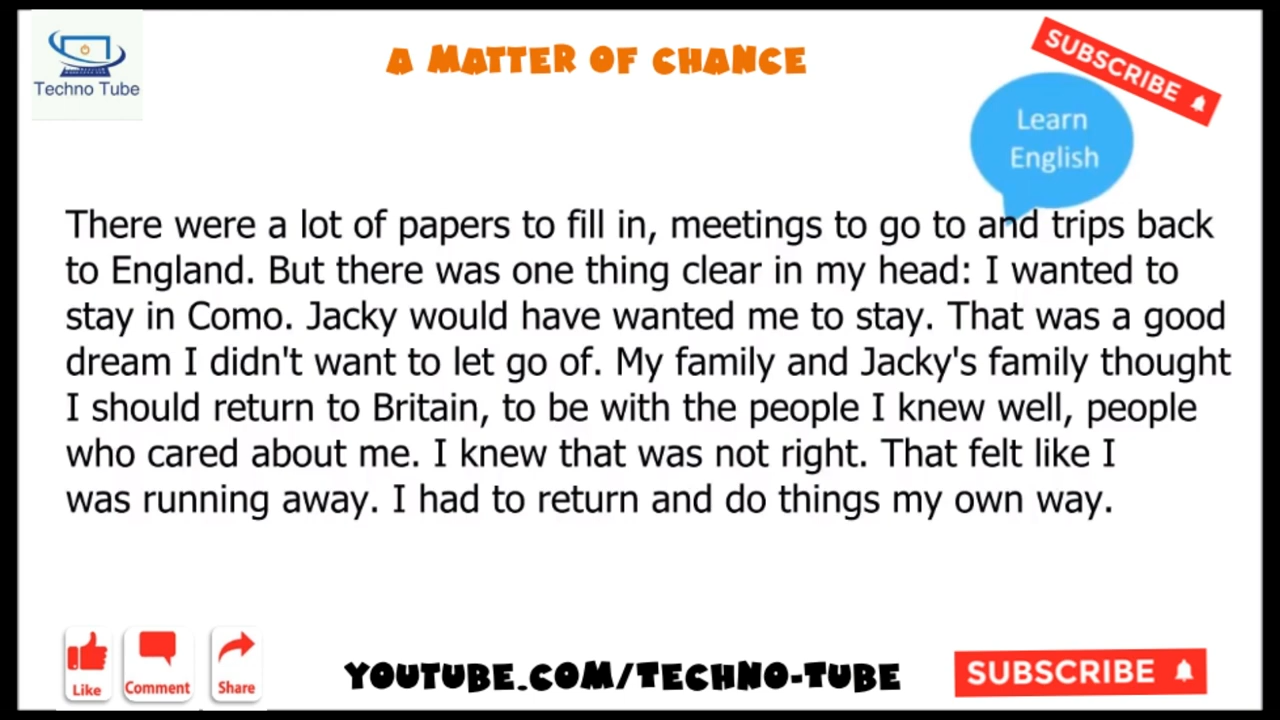 Techno Tube
A MATTER OF CHANCE
SUBSCRIBE
Learn
English
There were a lot of papers to fill in, meetings to go to and trips back
to England. But there was one thing clear in my head: I wanted to
stay in Como. Jacky would have wanted me to stay. That was a good
dream I didn't want to let go of. My family and Jacky's family thought
I should return to Britain, to be with the people I knew well, people
who cared about me. I knew that was not right. That felt like I
was running away. I had to return and do things my own way.
Like
Comment
Share
YOUTUBE.COM/TECHNO-TUBE
SUBSCRIBE